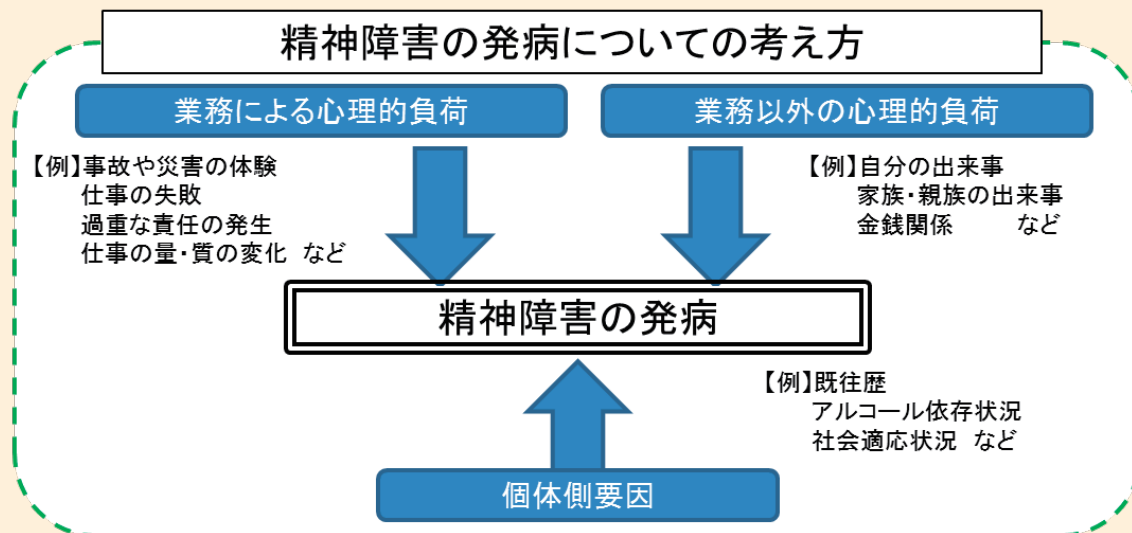 精神障害の発病についての考え方
業務による心理的負荷
業務以外の心理的負荷
【例】事故や災害の体験
仕事の失敗
過重な責任の発生
仕事の量・質の変化 など
【例】自分の出来事
家族・親族の出来事
金銭関係 など
精神障害の発病
【例】既往歴
アルコール依存状況
社会適応状況 など
個体側要因